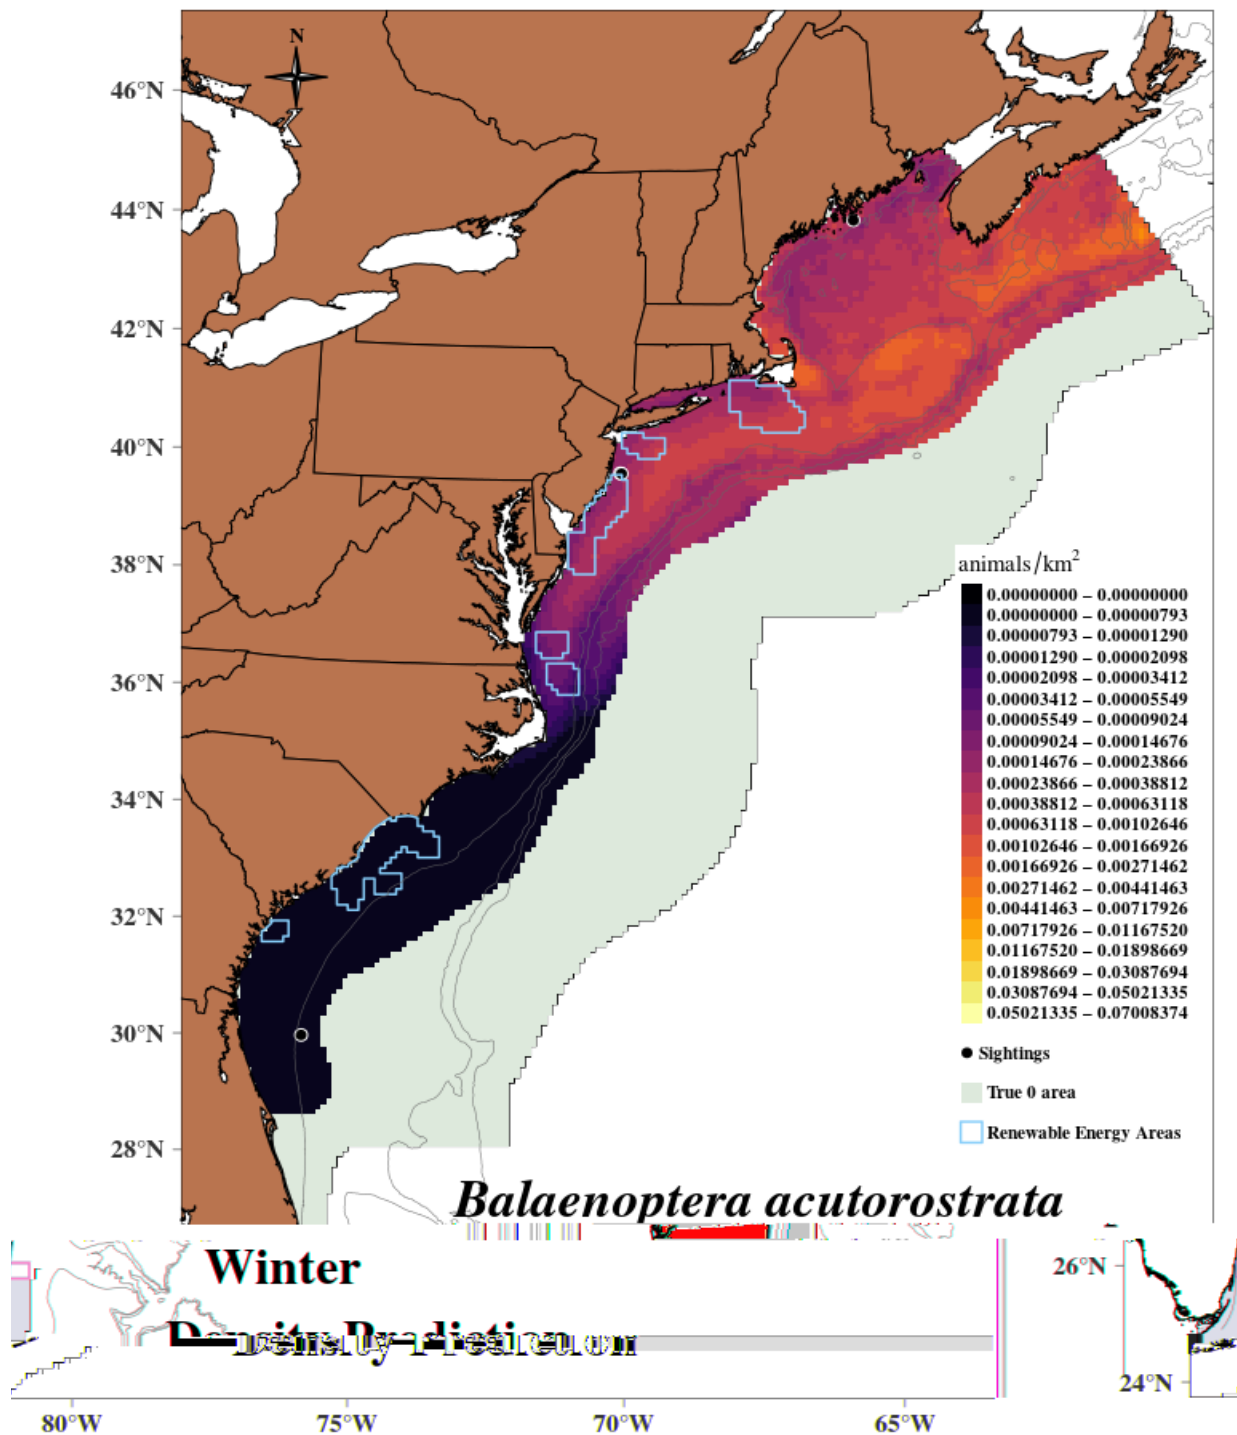 N
46°N
44°N
42°N
40°N
38°N
36°N
34°N
32°N
30°N
28°N
animals/km²
0.00000000 – 0.00000000
0.00000000 – 0.00000793
0.00000793 – 0.00001290
0.00001290 – 0.00002098
0.00002098 – 0.00003412
0.00003412 – 0.00005549
0.00005549 – 0.00009024
0.00009024 – 0.00014676
0.00014676 – 0.00023866
0.00023866 – 0.00038812
0.00038812 – 0.00063118
0.00063118 – 0.00102646
0.00102646 – 0.00166926
0.00166926 – 0.00271462
0.00271462 – 0.00441463
0.00441463 – 0.00717926
0.00717926 – 0.01167520
0.01167520 – 0.01898669
0.01898669 – 0.03087694
0.03087694 – 0.05021335
0.05021335 – 0.07008374
Sightings
True 0 area
Renewable Energy Areas
Balaenoptera acutorostrata
Winter
26°N
Density Prediction
24°N
80°W
75°W
70°W
65°W